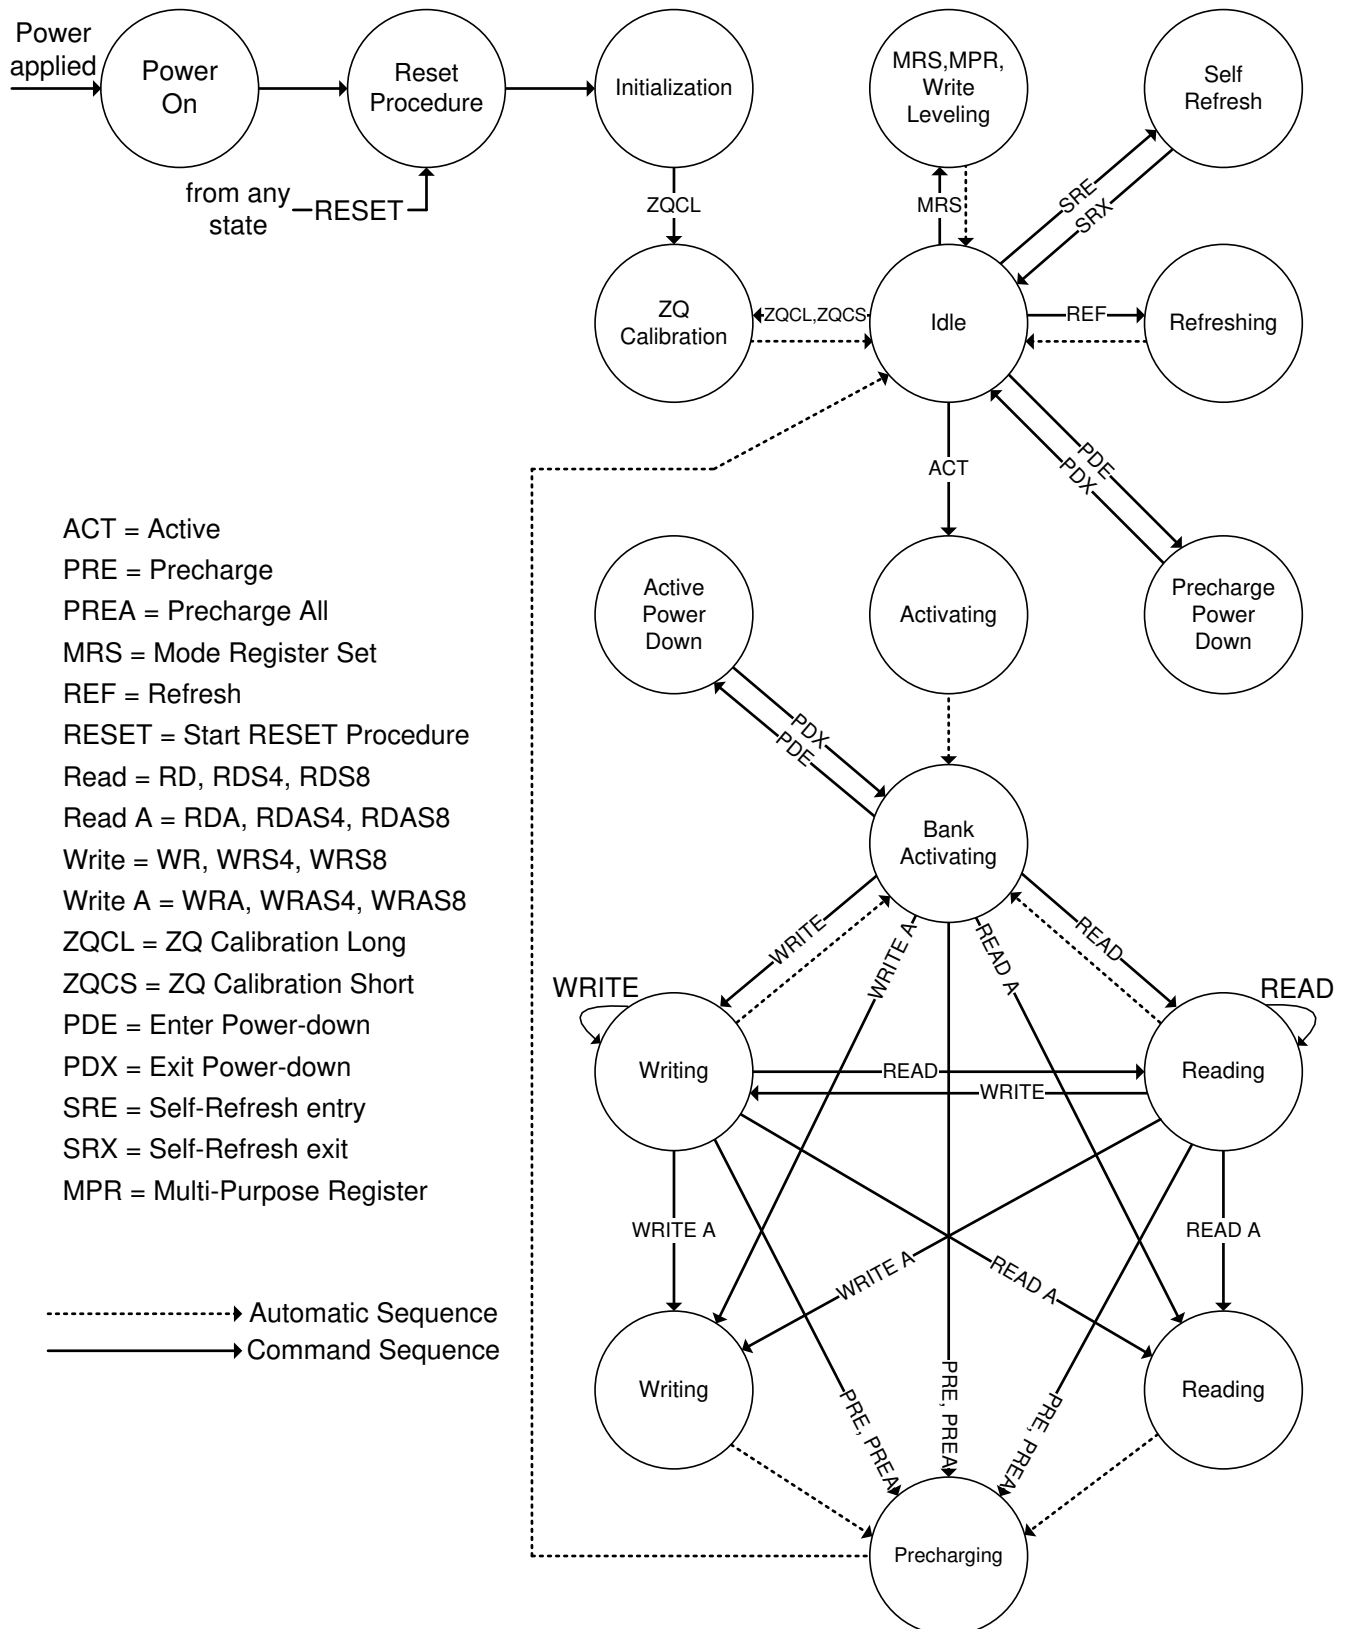 Power
applied
Power
On
Reset
Procedure
Initialization
MRS,MPR,
Write
Leveling
Self
Refresh
from any
state
RESET
ZQCL
MRS
SRE
SRX
ZQ
Calibration
ZQCL,ZQCS
Idle
REF
Refreshing
ACT
PDE
PDX
ACT = Active
PRE = Precharge
PREA = Precharge All
MRS = Mode Register Set
REF = Refresh
RESET = Start RESET Procedure
Read = RD, RDS4, RDS8
Read A = RDA, RDAS4, RDAS8
Write = WR, WRS4, WRS8
Write A = WRA, WRAS4, WRAS8
ZQCL = ZQ Calibration Long
ZQCS = ZQ Calibration Short
PDE = Enter Power-down
PDX = Exit Power-down
SRE = Self-Refresh entry
SRX = Self-Refresh exit
MPR = Multi-Purpose Register
Automatic Sequence
Command Sequence
Active
Power
Down
Activating
Precharge
Power
Down
PDX
PDE
Bank
Activating
WRITE
WRITE A
READ A
READ
WRITE
READ
Writing
READ
WRITE
Reading
WRITE A
WRITE A
READ A
READ A
Writing
PRE, PREA
PRE, PREA
PRE, PREA
Reading
Precharging